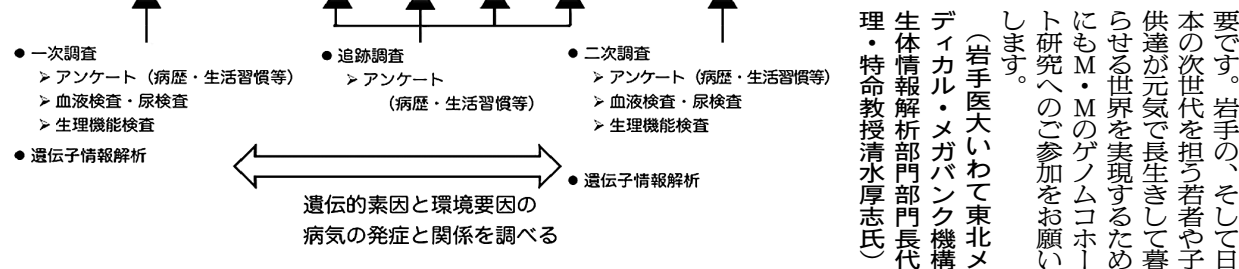 ● 一次調査
➢ アンケート（病歴・生活習慣等）
➢ 血液検査・尿検査
➢ 生理機能検査
● 遺伝子情報解析
● 追跡調査
➢ アンケート
（病歴・生活習慣等）
● 二次調査
➢ アンケート（病歴・生活習慣等）
➢ 血液検査・尿検査
➢ 生理機能検査
● 遺伝子情報解析
遺伝的素因と環境要因の
病気の発症と関係を調べる
要です。岩手の、そして日
本の次世代を担う若者や子
供達が元気で長生きして暮
らせる世界を実現するため
にもＭ・Ｍのゲノムコホー
ト研究へのご参加をお願い
します。
（岩手医大いわて東北メ
ディカル・メガバンク機構
生体情報解析部門部門長代
理・特命教授清水厚志氏）